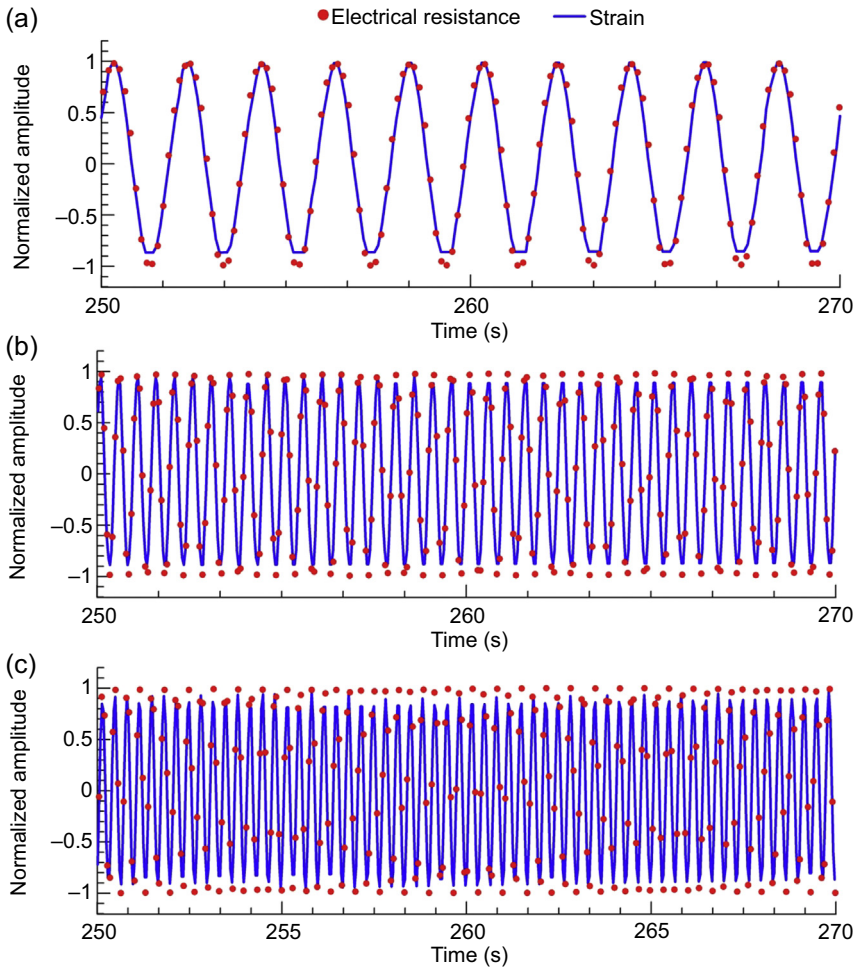 (a)
Electrical resistance Strain
Normalized amplitude
1
0.5
0
–0.5
–1
250 260 270
Time (s)
(b)
Normalized amplitude
1
0.5
0
–0.5
–1
250 260 270
Time (s)
(c)
Normalized amplitude
1
0.5
0
–0.5
–1
250 255 260 265 270
Time (s)